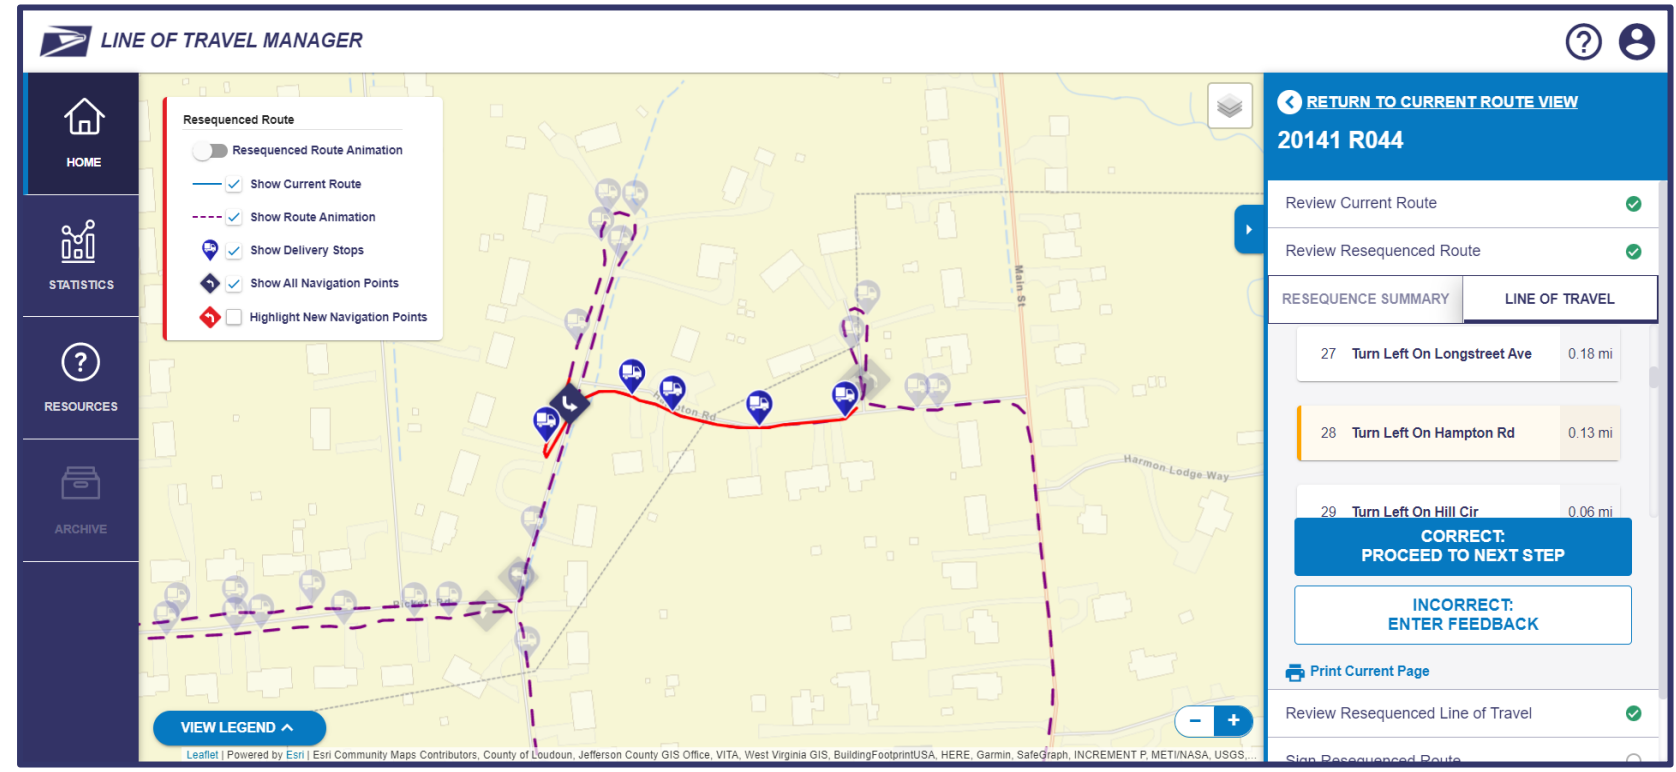 LINE OF TRAVEL MANAGER
HOME
STATISTICS
RESOURCES
ARCHIVE
Resequenced Route
Resequenced Route Animation
Show Current Route
Show Route Animation
Show Delivery Stops
Show All Navigation Points
Highlight New Navigation Points
Main St
Harmon Lodge Way
VIEW LEGEND
Leaflet | Powered by Esri | Esri Community Maps Contributors, County of Loudoun, Jefferson County GIS Office, VITA, West Virginia GIS, BuildingFootprintUSA, HERE, Garmin, SafeGraph, INCREMENT P, METI/NASA, USGS,...
− +
RETURN TO CURRENT ROUTE VIEW
20141 R044
Review Current Route
Review Resequenced Route
RESEQUENCE SUMMARY
LINE OF TRAVEL
27 Turn Left On Longstreet Ave 0.18 mi
28 Turn Left On Hampton Rd 0.13 mi
29 Turn Left On Hill Cir 0.06 mi
CORRECT:
PROCEED TO NEXT STEP
INCORRECT:
ENTER FEEDBACK
Print Current Page
Review Resequenced Line of Travel
Sign Resequenced Route